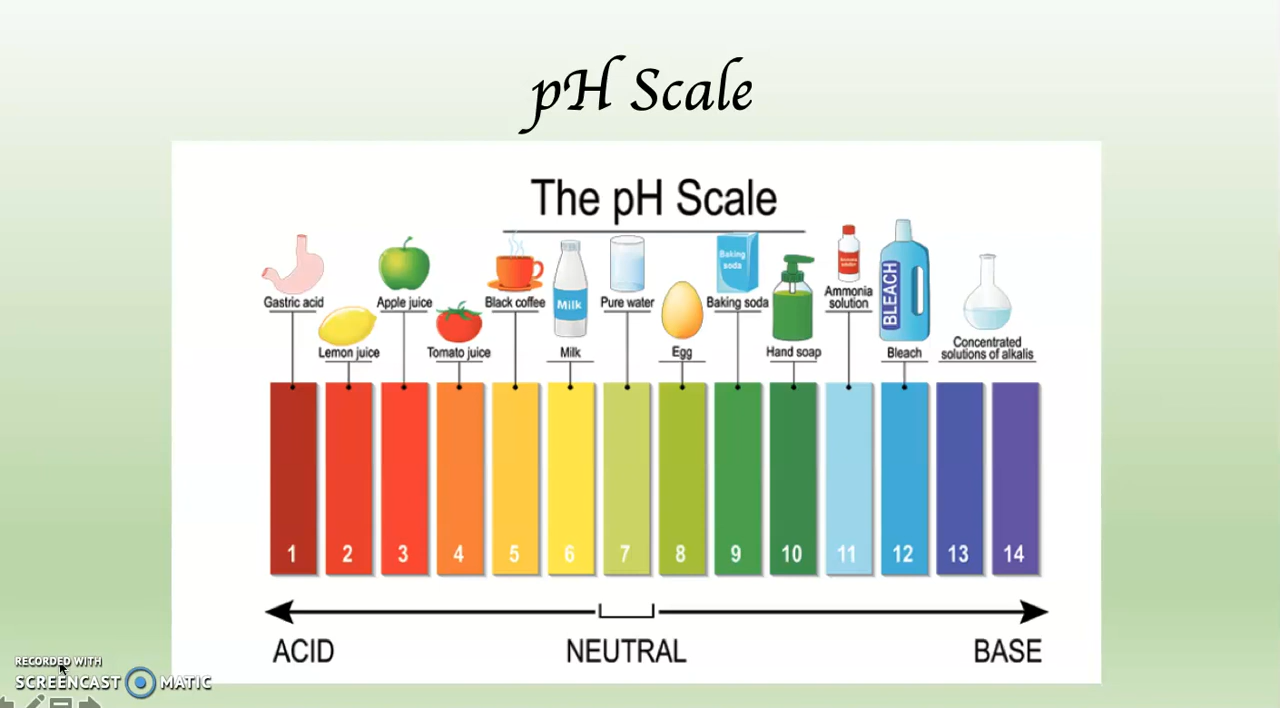 pH Scale
The pH Scale
Gastric acid
Lemon juice
Apple juice
Tomato juice
Black coffee
Milk
Milk
Pure water
Egg
Baking
soda
Baking soda
Hand soap
Ammonia
solution
Ammonia
solution
BLEACH
Bleach
Concentrated
solutions of alkalis
1 2 3 4 5 6 7 8 9 10 11 12 13 14
ACID NEUTRAL BASE
RECORDED WITH
SCREENCAST MATIC